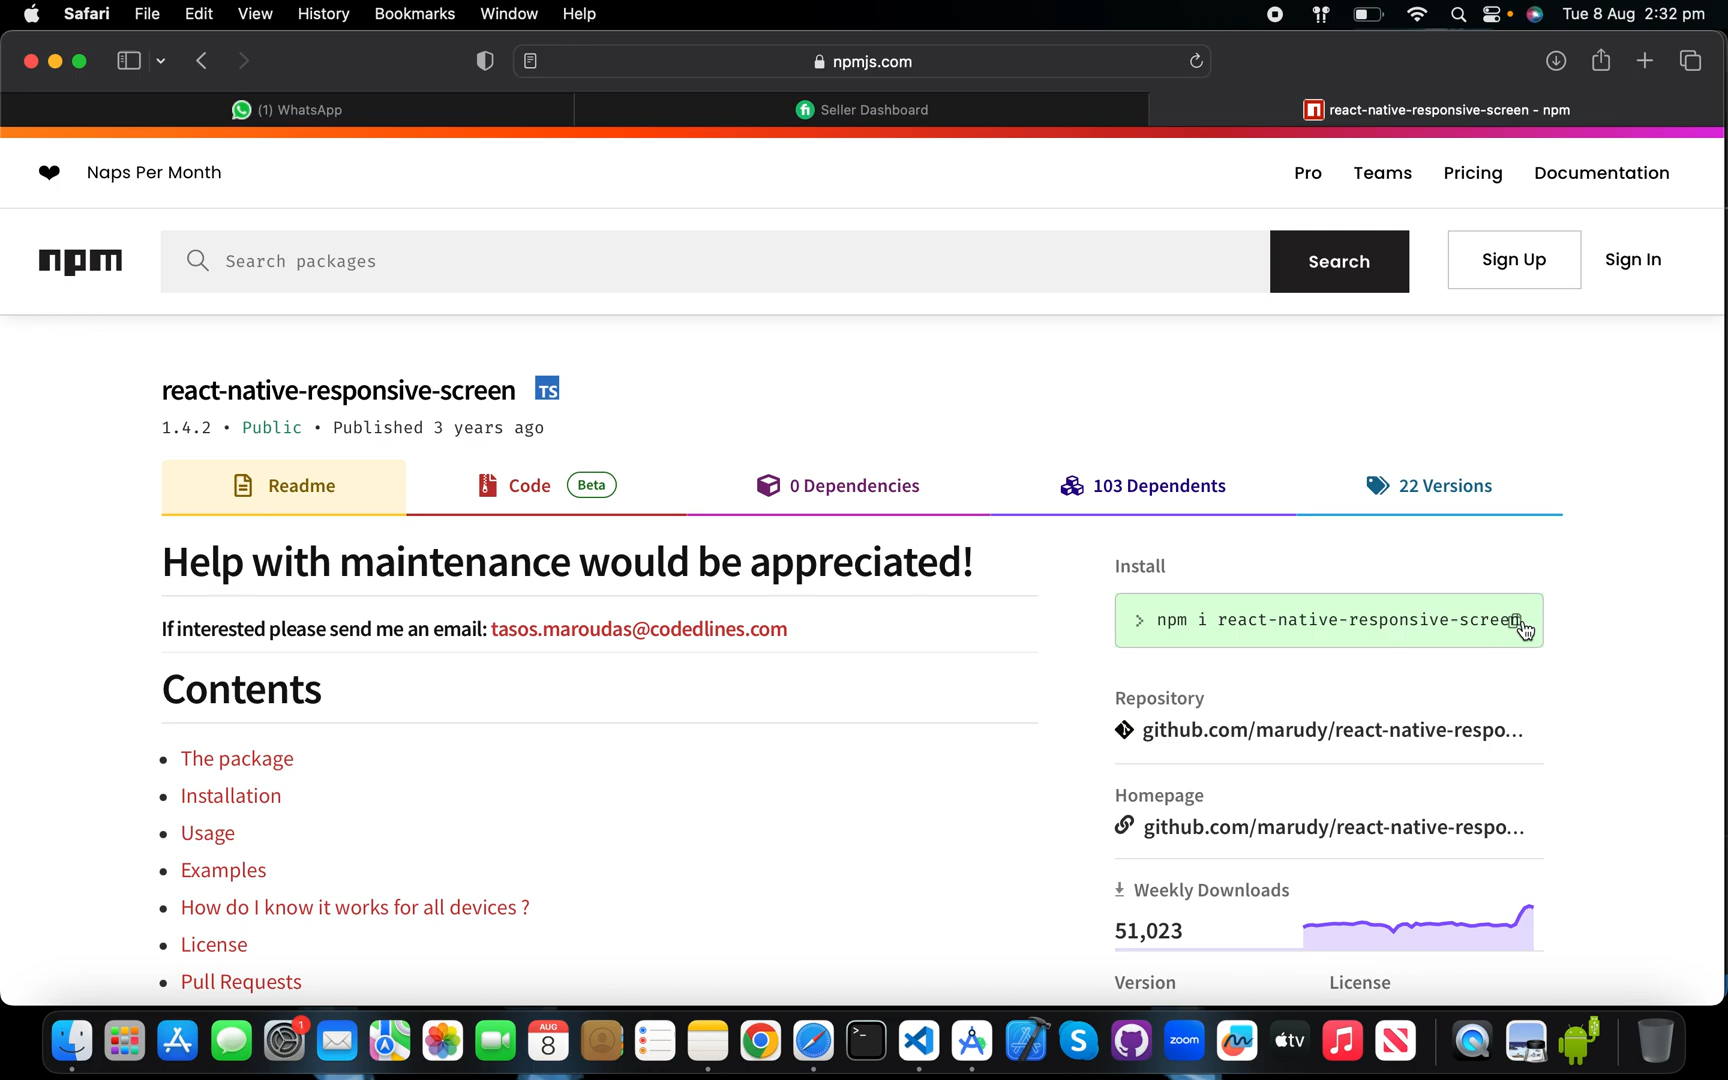 Safari File Edit View History Bookmarks Window Help Tue 8 Aug 2:32 pm
npmjs.com
(1) WhatsApp
Seller Dashboard
react-native-responsive-screen - npm
❤ Naps Per Month
Pro Teams Pricing Documentation
npm
Search packages
Search
Sign Up
Sign In
react-native-responsive-screen TS
1.4.2 • Public • Published 3 years ago
Readme
Code Beta
0 Dependencies
103 Dependents
22 Versions
Help with maintenance would be appreciated!
If interested please send me an email: tasos.maroudas@codedlines.com
Contents
• The package
• Installation
• Usage
• Examples
• How do I know it works for all devices ?
• License
• Pull Requests
Install
> npm i react-native-responsive-screen
Repository
github.com/marudy/react-native-respo...
Homepage
github.com/marudy/react-native-respo...
Weekly Downloads
51,023
Version
License
1
AUG
8
zoom
tv